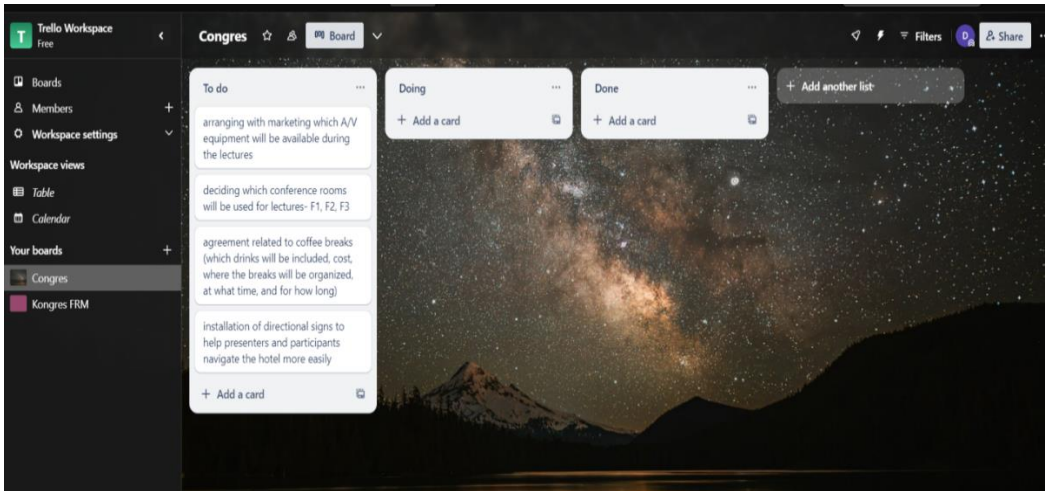 T
Trello Workspace
Free
Boards
Members
Workspace settings
Workspace views
Table
Calendar
Your boards
Congres
Kongres FRM
Congres
Board
Filters
D
Share
To do
arranging with marketing which A/V
equipment will be available during
the lectures
deciding which conference rooms
will be used for lectures- F1, F2, F3
agreement related to coffee breaks
(which drinks will be included, cost,
where the breaks will be organized,
at what time, and for how long)
installation of directional signs to
help presenters and participants
navigate the hotel more easily
+ Add a card
Doing
+ Add a card
Done
+ Add a card
+ Add another list